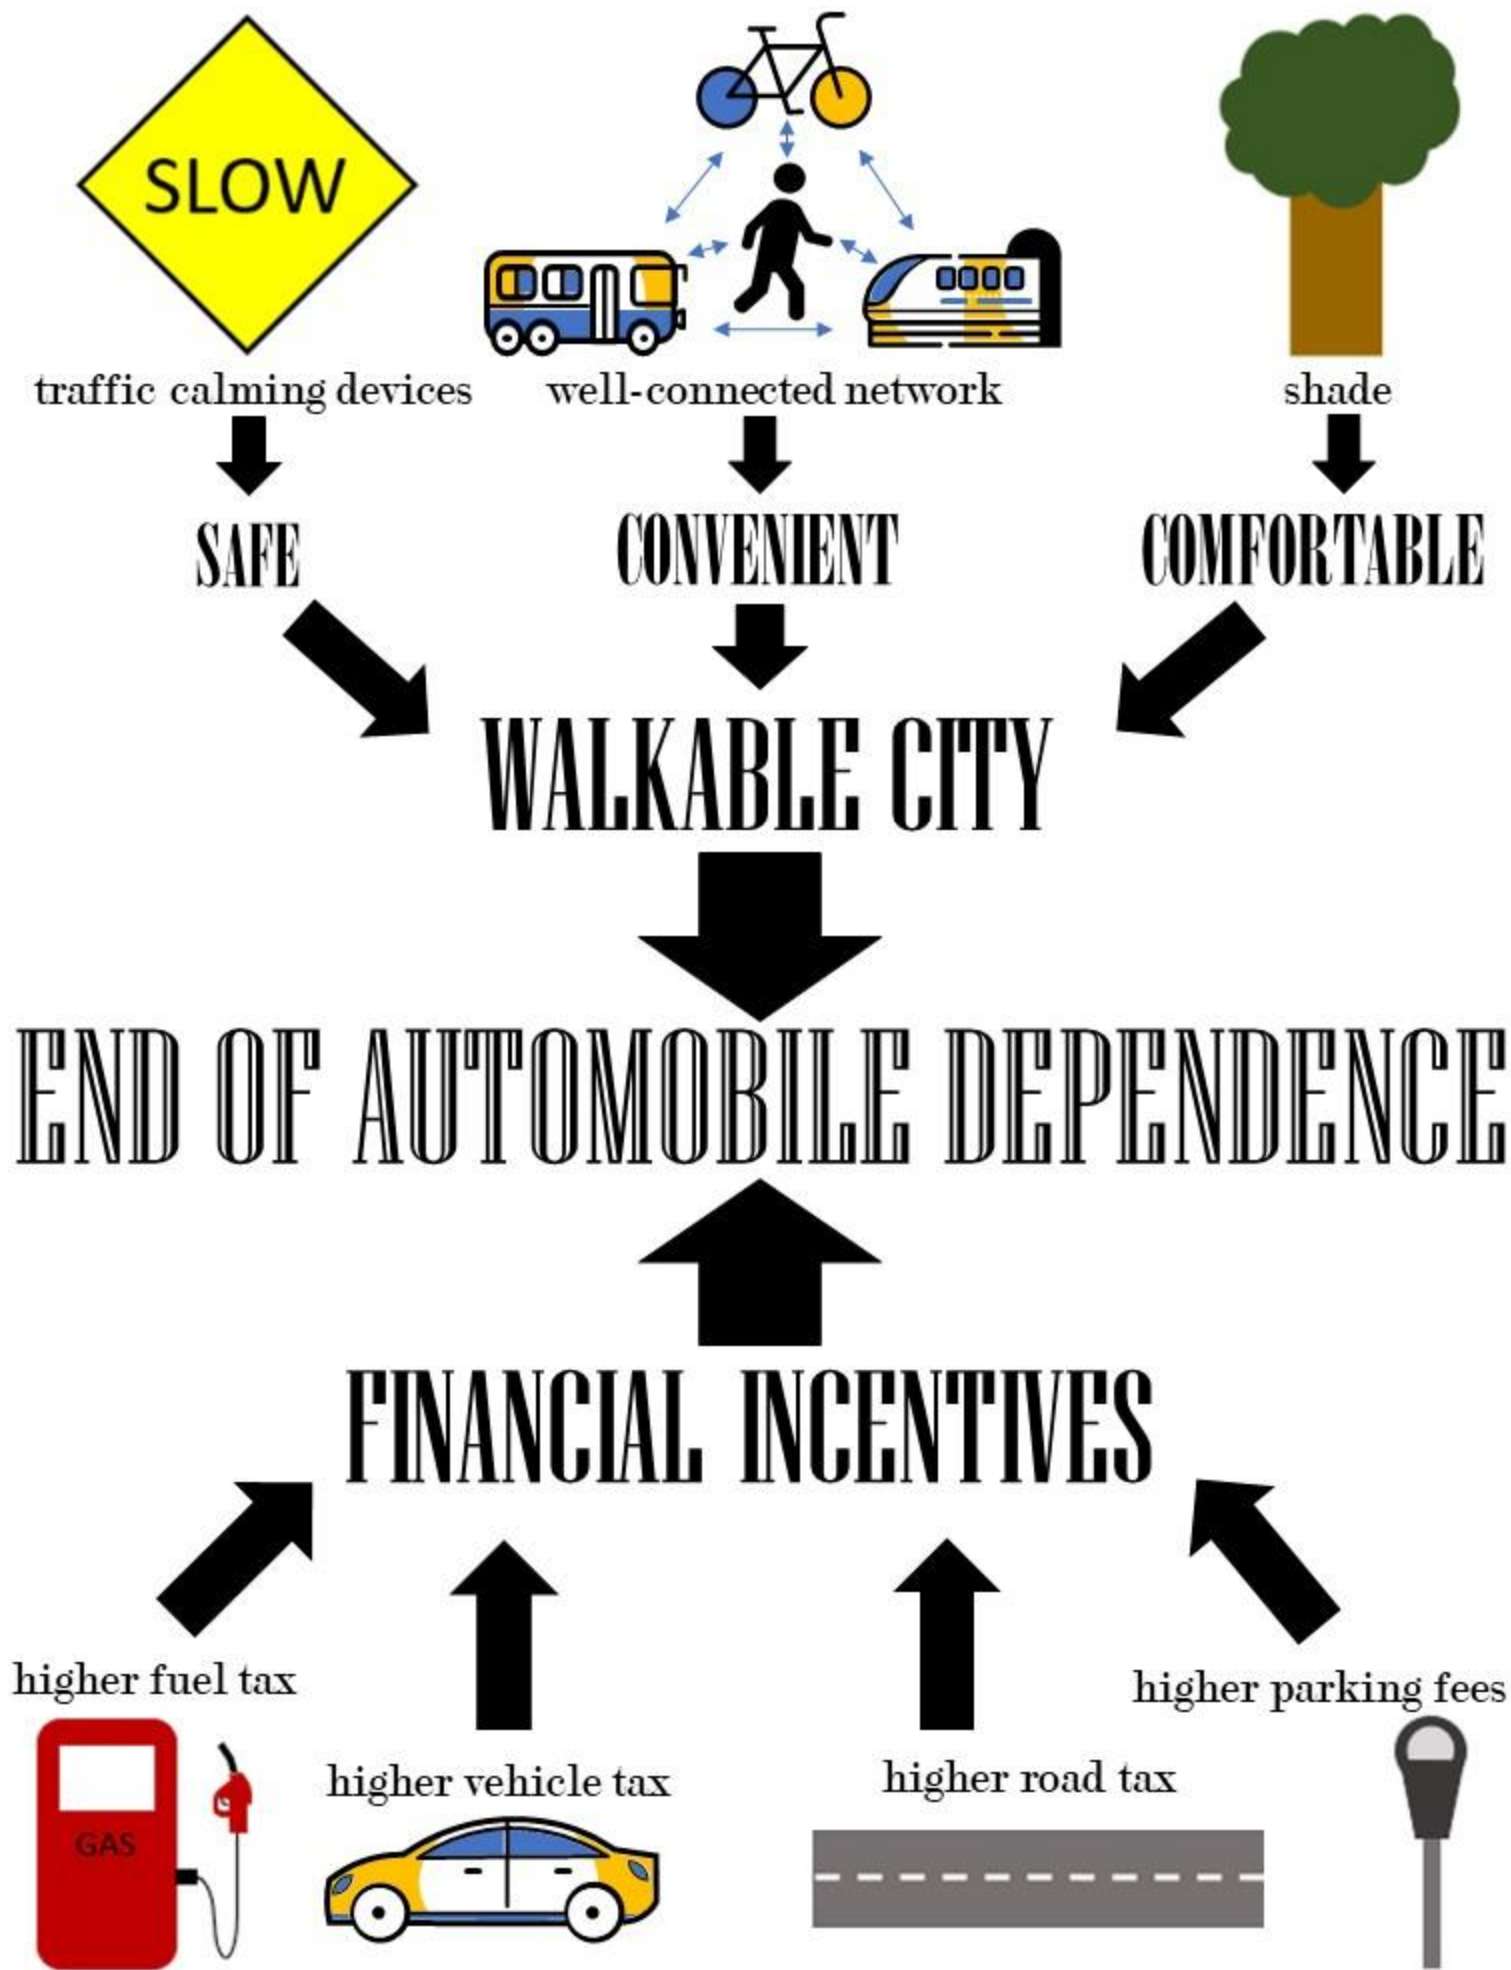 SLOW
traffic calming devices
well-connected network
shade
SAFE
CONVENIENT
COMFORTABLE
WALKABLE CITY
END OF AUTOMOBILE DEPENDENCE
FINANCIAL INCENTIVES
higher fuel tax
higher parking fees
higher vehicle tax
higher road tax
GAS